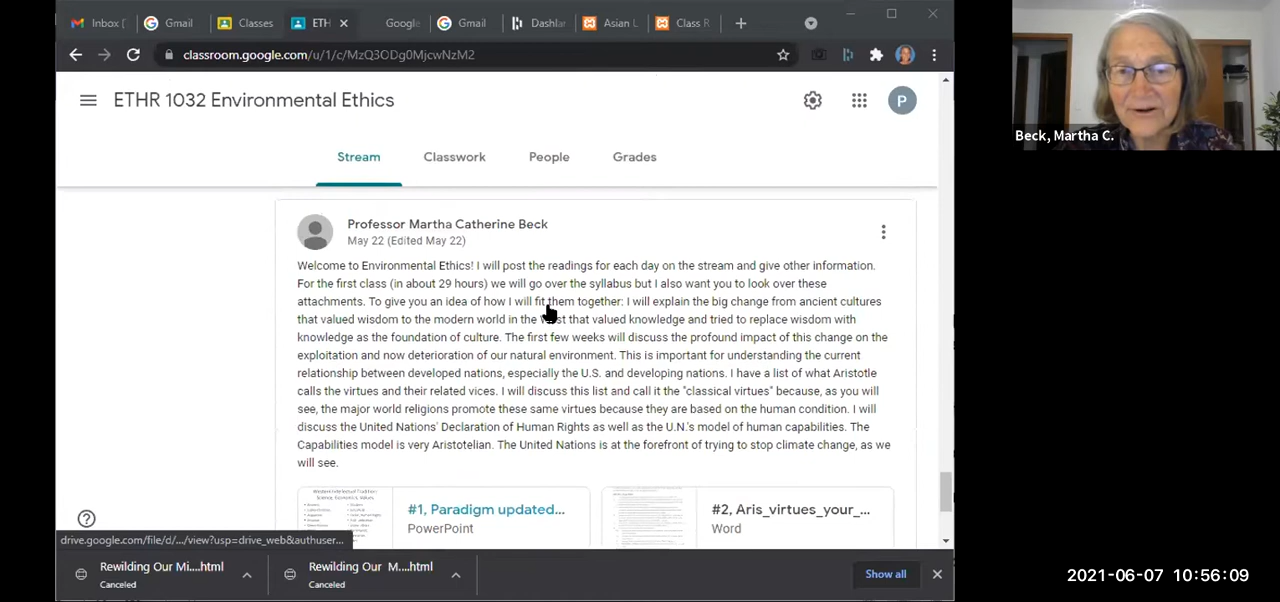 Inbox (
Gmail
Classes
ETH
Google
Gmail
Dashl
Asian L
Class R
classroom.google.com/u/1/c/MzQ3ODg0MjcwNzM2
ETHR 1032 Environmental Ethics
P
Stream
Classwork
People
Grades
Professor Martha Catherine Beck
May 22 (Edited May 22)
Welcome to Environmental Ethics! I will post the readings for each day on the stream and give other information.
For the first class (in about 29 hours) we will go over the syllabus but I also want you to look over these
attachments. To give you an idea of how I will fit them together: I will explain the big change from ancient cultures
that valued wisdom to the modern world in the West that valued knowledge and tried to replace wisdom with
knowledge as the foundation of culture. The first few weeks will discuss the profound impact of this change on the
exploitation and now deterioration of our natural environment. This is important for understanding the current
relationship between developed nations, especially the U.S. and developing nations. I have a list of what Aristotle
calls the virtues and their related vices. I will discuss this list and call it the "classical virtues" because, as you will
see, the major world religions promote these same virtues because they are based on the human condition. I will
discuss the United Nations' Declaration of Human Rights as well as the U.N.'s model of human capabilities. The
Capabilities model is very Aristotelian. The United Nations is at the forefront of trying to stop climate change, as we
will see.
Western Intellectual Tradition:
Science, Economics, Values
#1, Paradigm updated...
PowerPoint
#2, Aris_virtues_your_...
Word
drive.google.com/file/d/.../view?usp=drive_web&authuser...
Rewilding Our Mi....html
Canceled
Rewilding Our M....html
Canceled
Show all
Beck, Martha C.
2021-06-07 10:56:09